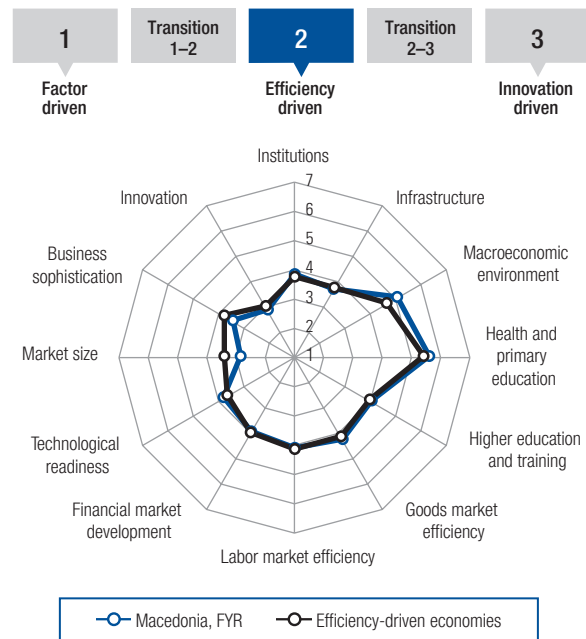 1
Transition
1–2
2
Transition
2–3
3
Factor
driven
Efficiency
driven
Innovation
driven
Institutions
Infrastructure
Macroeconomic
environment
Health and
primary
education
Higher education
and training
Goods market
efficiency
Labor market efficiency
Financial market
development
Technological
readiness
Market size
Business
sophistication
Innovation
7
6
5
4
3
2
1
Macedonia, FYR
Efficiency-driven economies